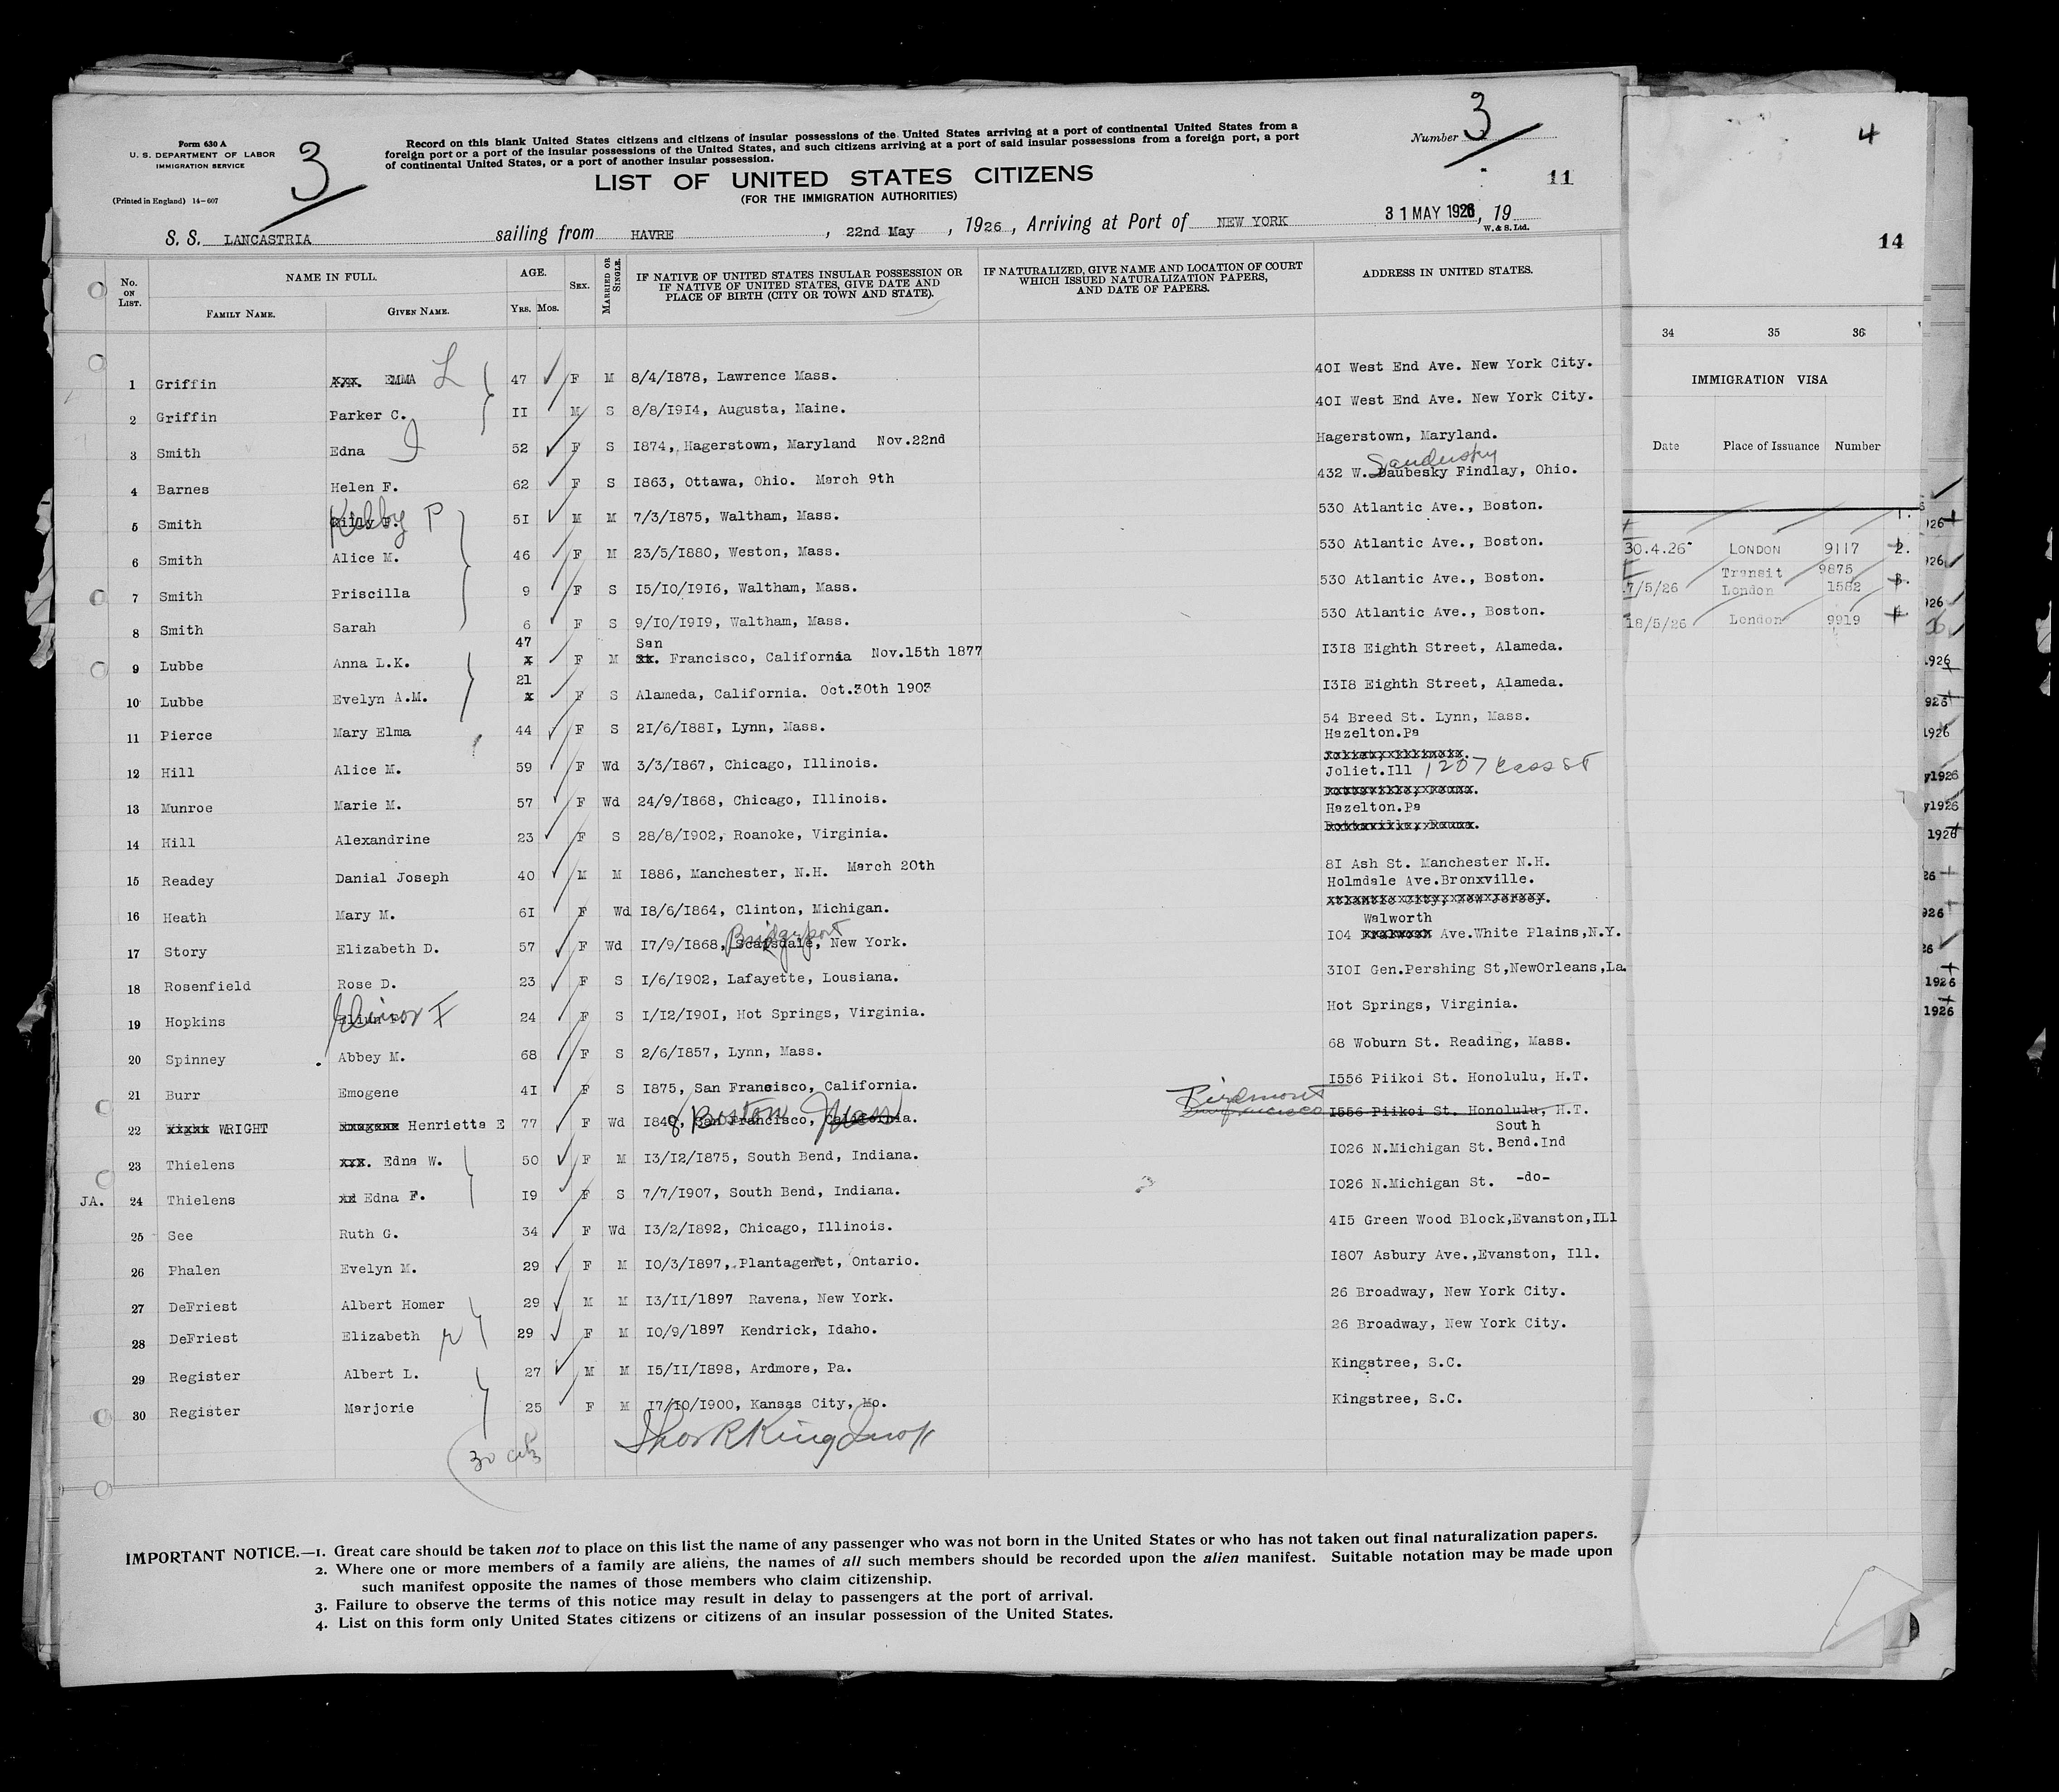 Form 630 A
U. S. DEPARTMENT OF LABOR
IMMIGRATION SERVICE
(Printed in England) 14-607
3
Record on this blank United States citizens and citizens of insular possessions of the United States arriving at a port of continental United States from a
foreign port or a port of the insular possessions of the United States, and such citizens arriving at a port of said insular possessions from a foreign port, a port
of continental United States, or a port of another insular possession.
Number 3
LIST OF UNITED STATES CITIZENS
(FOR THE IMMIGRATION AUTHORITIES)
11
S. S. LANCASTRIA sailing from HAVRE, 22nd May, 1926, Arriving at Port of NEW YORK 31 MAY 1926, 19
W. & S. Ltd.
No. ON LIST. NAME IN FULL. FAMILY NAME. GIVEN NAME. AGE. YRS. MOS. SEX. MARRIED OR SINGLE. IF NATIVE OF UNITED STATES INSULAR POSSESSION OR IF NATIVE OF UNITED STATES, GIVE DATE AND PLACE OF BIRTH (CITY OR TOWN AND STATE). IF NATURALIZED, GIVE NAME AND LOCATION OF COURT WHICH ISSUED NATURALIZATION PAPERS, AND DATE OF PAPERS. ADDRESS IN UNITED STATES.
1 Griffin xxx. EMMA L 47 F M 8/4/1878, Lawrence Mass. 401 West End Ave. New York City.
2 Griffin Parker C. II M S 8/8/1914, Augusta, Maine. 401 West End Ave. New York City.
3 Smith Edna J 52 F S 1874, Hagerstown, Maryland Nov.22nd Hagerstown, Maryland.
4 Barnes Helen F. 62 F S 1863, Ottawa, Ohio. March 9th 432 W. Daubesky Sandusky Findlay, Ohio.
5 Smith Kilby P 51 M M 7/3/1875, Waltham, Mass. 530 Atlantic Ave., Boston.
6 Smith Alice M. 46 F M 23/5/1880, Weston, Mass. 530 Atlantic Ave., Boston.
7 Smith Priscilla 9 F S 15/10/1916, Waltham, Mass. 530 Atlantic Ave., Boston.
8 Smith Sarah 6 F S 9/10/1919, Waltham, Mass. 530 Atlantic Ave., Boston.
9 Lubbe Anna L.K. 47 x F M San xx. Francisco, California Nov.15th 1877 1318 Eighth Street, Alameda.
10 Lubbe Evelyn A.M. 21 x F S Alameda, California. Oct.30th 1903 1318 Eighth Street, Alameda.
11 Pierce Mary Elma 44 F S 21/6/1881, Lynn, Mass. 54 Breed St. Lynn, Mass.
Hazelton.Pa
12 Hill Alice M. 59 F Wd 3/3/1867, Chicago, Illinois.
Joliet.Ill 1207 Cass St
13 Munroe Marie M. 57 F Wd 24/9/1868, Chicago, Illinois.
Hazelton.Pa
14 Hill Alexandrine 23 F S 28/8/1902, Roanoke, Virginia.
15 Readey Danial Joseph 40 M M 1886, Manchester, N.H. March 20th 81 Ash St. Manchester N.H.
Holmdale Ave.Bronxville.
16 Heath Mary M. 61 F Wd 18/6/1864, Clinton, Michigan.
Walworth
17 Story Elizabeth D. 57 F Wd 17/9/1868, Scarsdale, Bridgeport New York. 104 Ave.White Plains,N.Y.
18 Rosenfield Rose D. 23 F S 1/6/1902, Lafayette, Lousiana. 3101 Gen.Pershing St,NewOrleans,La.
19 Hopkins Elinor F 24 F S 1/12/1901, Hot Springs, Virginia. Hot Springs, Virginia.
20 Spinney Abbey M. 68 F S 2/6/1857, Lynn, Mass. 68 Woburn St. Reading, Mass.
21 Burr Emogene 41 F S 1875, San Francisco, California. 1556 Piikoi St. Honolulu, H.T.
22 WRIGHT Henrietta E 77 F Wd 1848, San Francisco, California. Boston Mass Piedmont San Francisco 1556 Piikoi St. Honolulu, H.T.
23 Thielens xxx. Edna W. 50 F M 13/12/1875, South Bend, Indiana. 1026 N.Michigan St. South Bend.Ind
JA. 24 Thielens xx Edna F. 19 F S 7/7/1907, South Bend, Indiana. 1026 N.Michigan St. -do-
25 See Ruth G. 34 F Wd 13/2/1892, Chicago, Illinois. 415 Green Wood Block,Evanston,ILl
26 Phalen Evelyn M. 29 F M 10/3/1897, Plantagenet, Ontario. 1807 Asbury Ave.,Evanston, Ill.
27 DeFriest Albert Homer 29 M M 13/11/1897 Ravena, New York. 26 Broadway, New York City.
28 DeFriest Elizabeth 29 F M 10/9/1897 Kendrick, Idaho. 26 Broadway, New York City.
29 Register Albert L. 27 M M 15/11/1898, Ardmore, Pa. Kingstree, S.C.
30 Register Marjorie 25 F M 17/10/1900, Kansas City, Mo. Kingstree, S.C.
30
IMPORTANT NOTICE.—1. Great care should be taken not to place on this list the name of any passenger who was not born in the United States or who has not taken out final naturalization papers.
2. Where one or more members of a family are aliens, the names of all such members should be recorded upon the alien manifest. Suitable notation may be made upon
such manifest opposite the names of those members who claim citizenship.
3. Failure to observe the terms of this notice may result in delay to passengers at the port of arrival.
4. List on this form only United States citizens or citizens of an insular possession of the United States.
4
14
34 35 36
IMMIGRATION VISA
Date Place of Issuance Number
1.
30.4.26 LONDON 9117 2.
Transit 9875
7/5/26 London 1582 3.
18/5/26 London 9919 4